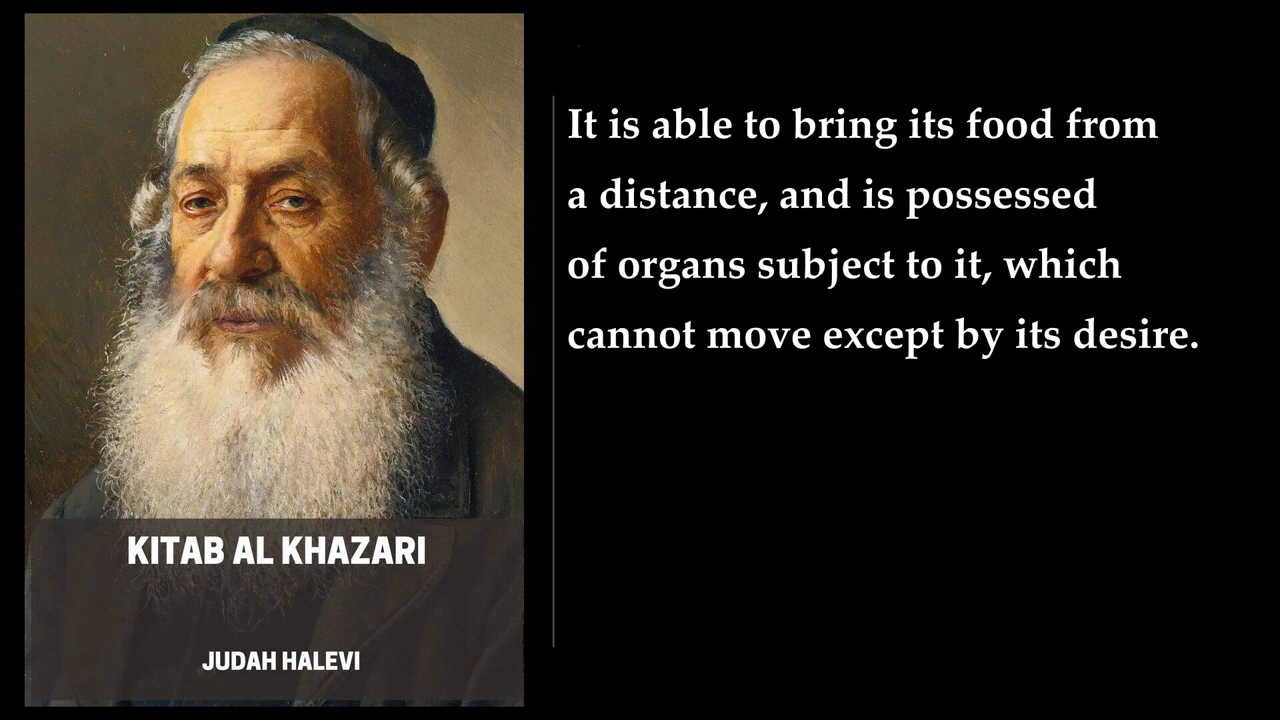 It is able to bring its food from
a distance, and is possessed
of organs subject to it, which
cannot move except by its desire.
KITAB AL KHAZARI
JUDAH HALEVI